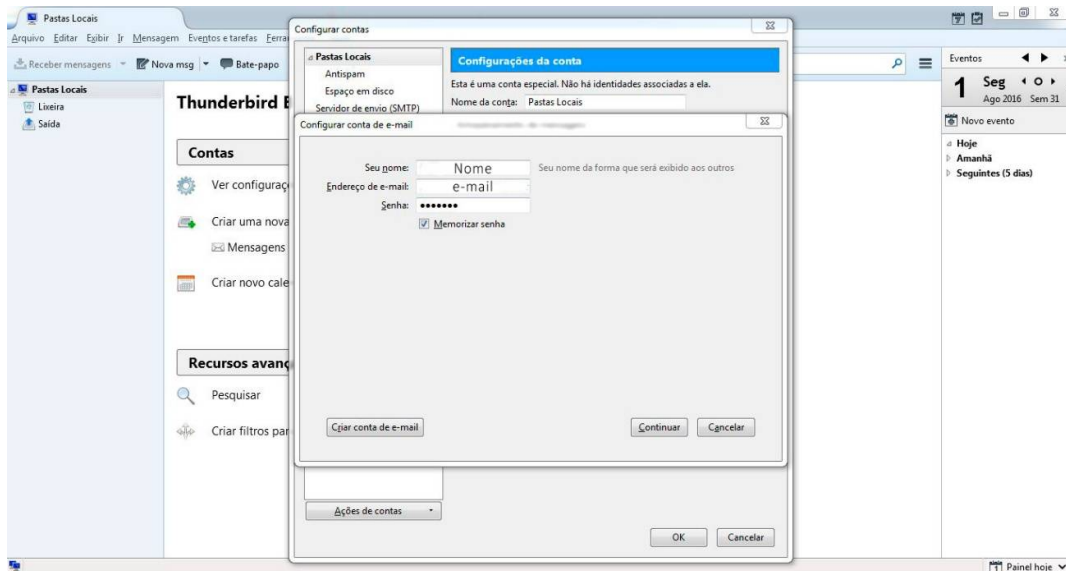 Pastas Locais
Arquivo Editar Exibir Ir Mensagem Eventos e tarefas
Receber mensagens Nova msg Bate-papo
Pastas Locais
Lixeira
Saída
Thunderbird
Contas
Ver
Criar uma nova
Mensagens
Criar novo
Recursos
Pesquisar
Criar filtros
Configurar contas
Pastas Locais
Antispam
Espaço em disco
Servidor de envio (SMTP)
Configurações da conta
Esta é uma conta especial. Não há identidades associadas a ela.
Nome da conta: Pastas Locais
Configurar conta de e-mail
Seu nome: Nome Seu nome da forma que será exibido aos outros
Endereço de e-mail: e-mail
Senha: •••••••
Memorizar senha
Criar conta de e-mail Continuar Cancelar
Ações de contas
OK Cancelar
Eventos
1 Seg
Ago 2016 Sem 31
Novo evento
Hoje
Amanhã
Seguintes (5 dias)
1 Painel hoje